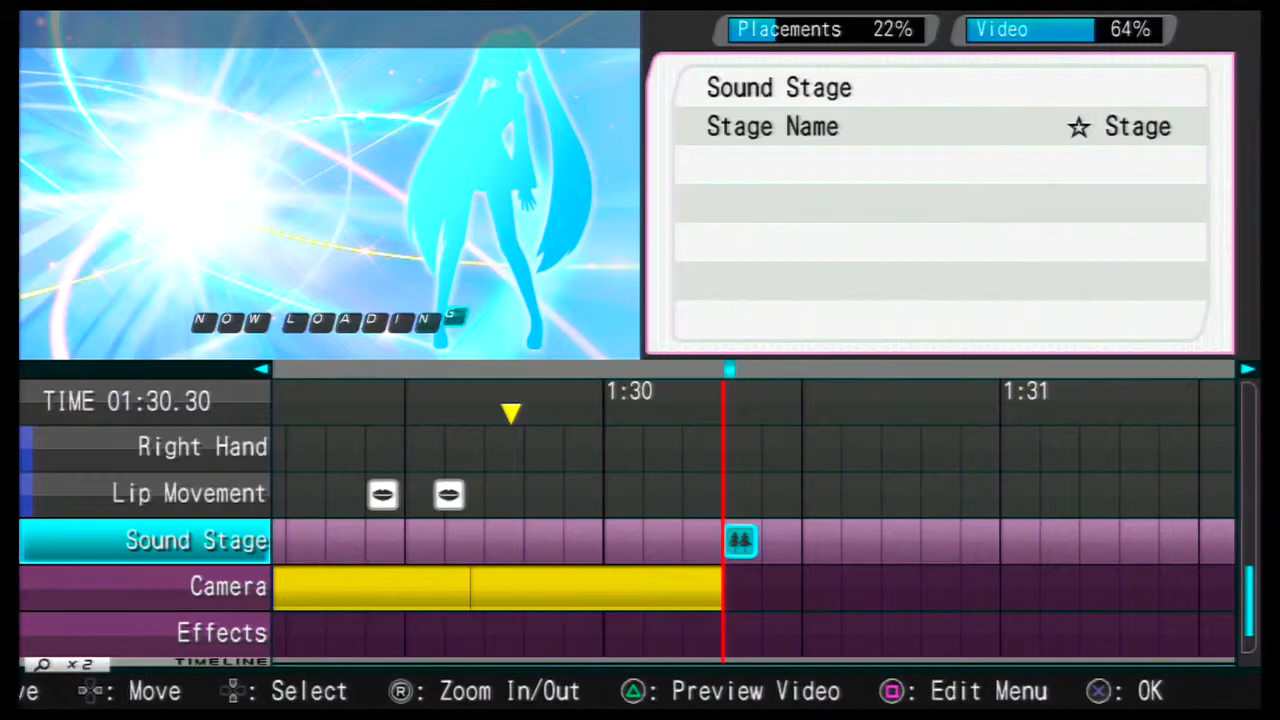 Placements 22% Video 64%
Sound Stage
Stage Name ☆ Stage
NOW LOADING
TIME 01:30.30 1:30 1:31
Right Hand
Lip Movement
Sound Stage
Camera
Effects
×2 TIMELINE
ve : Move : Select Ⓡ: Zoom In/Out : Preview Video : Edit Menu : OK